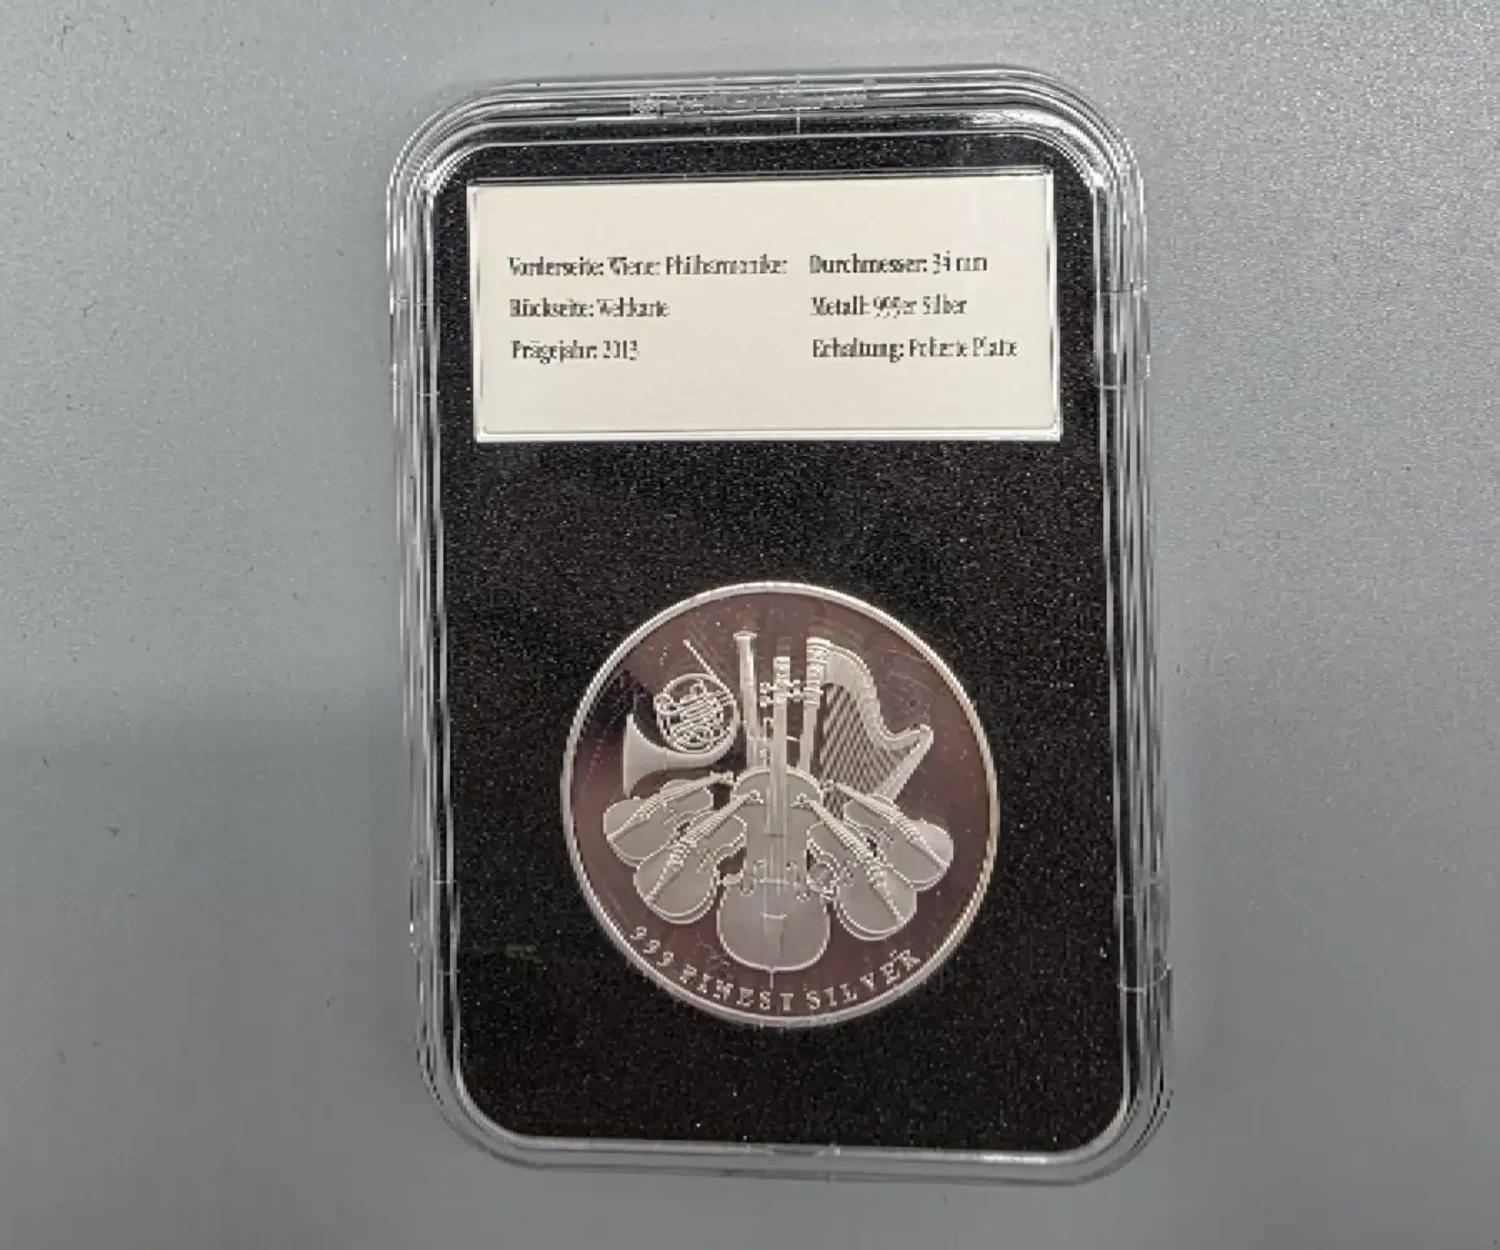 Vorderseite: Wiener Philharmoniker
Rückseite: Weltkarte
Prägejahr: 2013
Durchmesser: 34 mm
Metall: 999er Silber
Erhaltung: Polierte Platte
999 FINEST SILVER